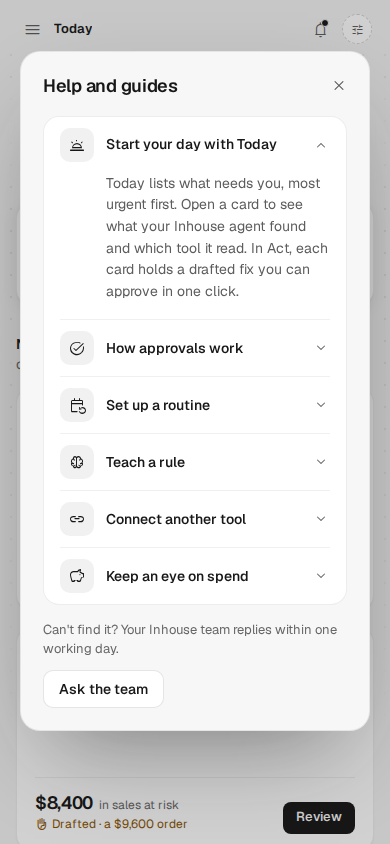 Today
Help and guides
Start your day with Today
Today lists what needs you, most
urgent first. Open a card to see
what your Inhouse agent found
and which tool it read. In Act, each
card holds a drafted fix you can
approve in one click.
How approvals work
Set up a routine
Teach a rule
Connect another tool
Keep an eye on spend
Can't find it? Your Inhouse team replies within one
working day.
Ask the team
$8,400 in sales at risk
Drafted · a $9,600 order
Review